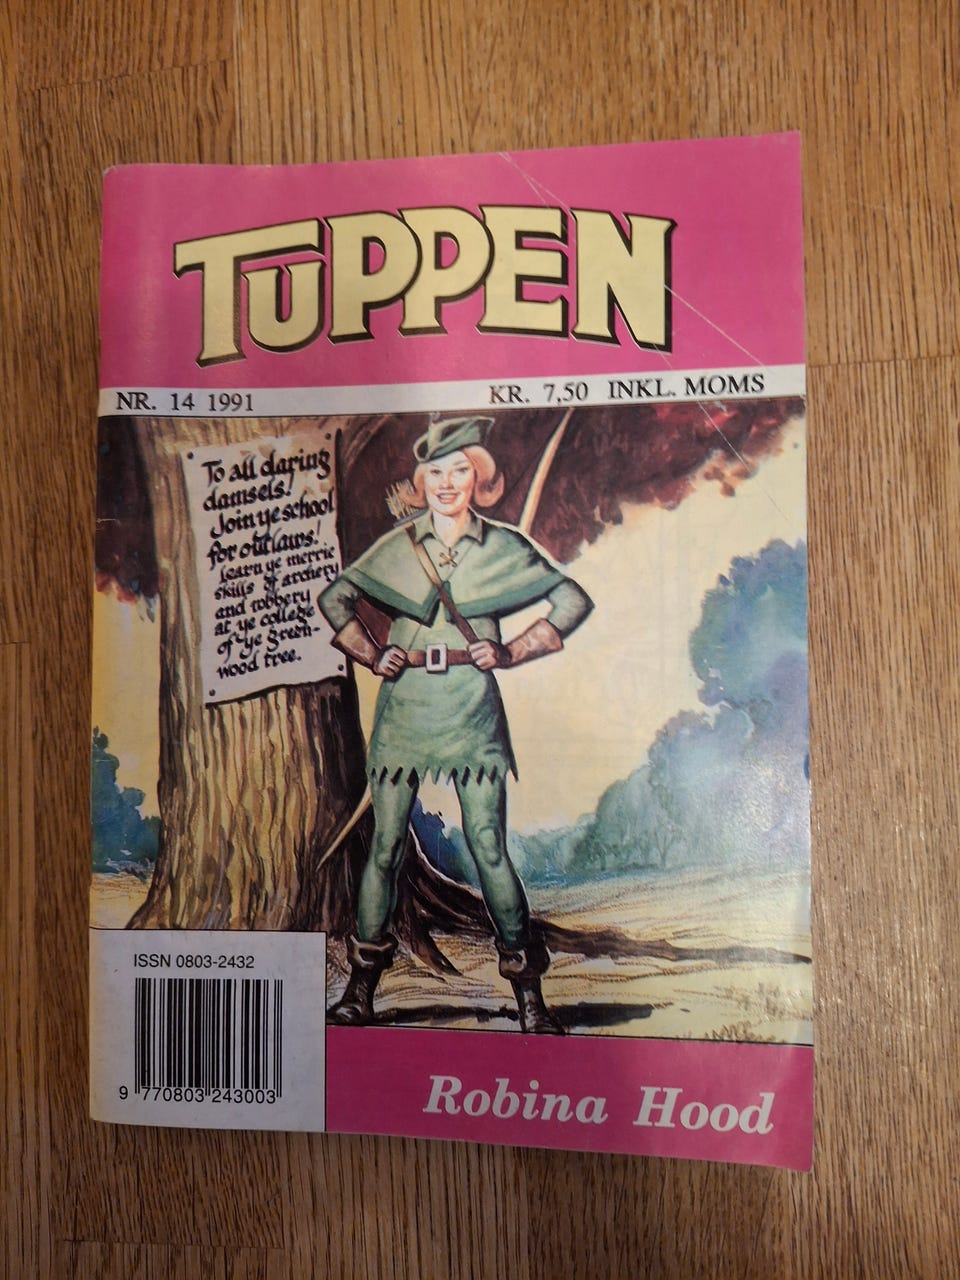 TUPPEN
NR. 14 1991
KR. 7,50 INKL. MOMS
To all daring
damsels!
Join ye school
for outlaws!
learn ye merrie
skills of archery
and robbery
at ye college
of ye green-
wood tree.
ISSN 0803-2432
9 770803 243003
Robina Hood